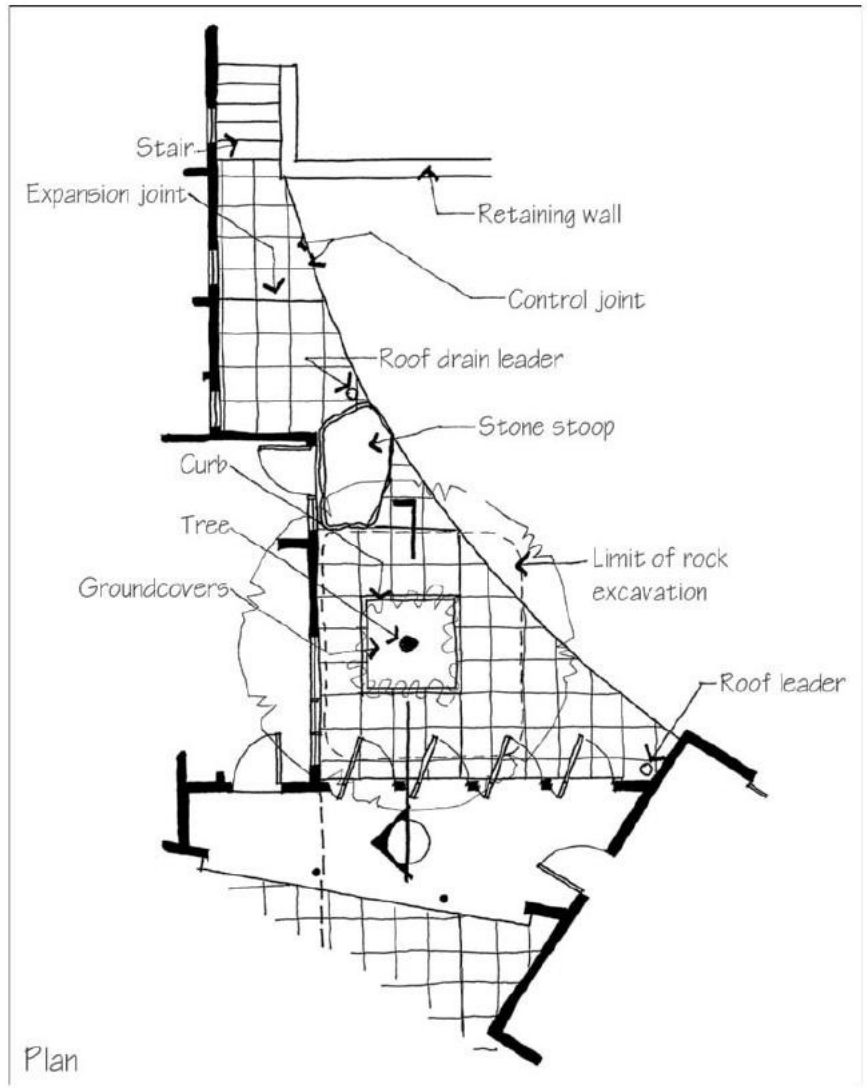 Stair
Expansion joint
Retaining wall
Control joint
Roof drain leader
Stone stoop
Curb
Tree
Limit of rock
excavation
Groundcovers
Roof leader
Plan